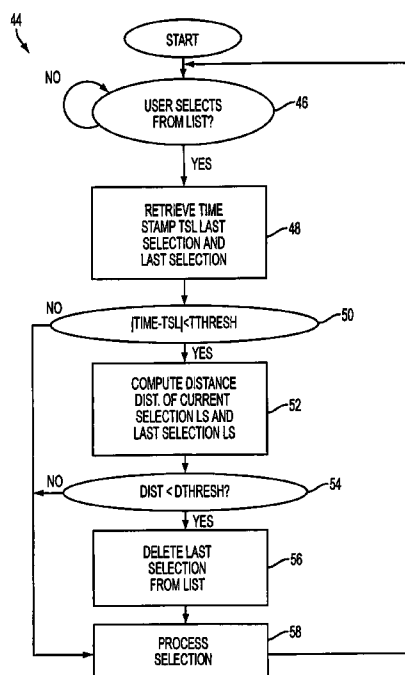 44
START
NO
USER SELECTS
FROM LIST?
46
YES
RETRIEVE TIME
STAMP TSL LAST
SELECTION AND
LAST SELECTION
48
NO
|TIME-TSL|<TTHRESH
50
YES
COMPUTE DISTANCE
DIST. OF CURRENT
SELECTION LS AND
LAST SELECTION LS
52
NO
DIST < DTHRESH?
54
YES
DELETE LAST
SELECTION
FROM LIST
56
PROCESS
SELECTION
58